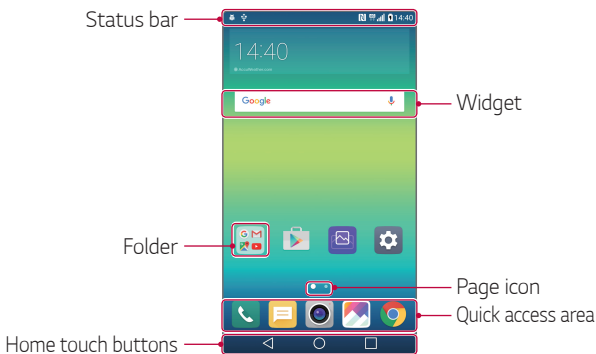 Status bar
14:40
14:40
Google
Widget
Folder
Page icon
Quick access area
Home touch buttons